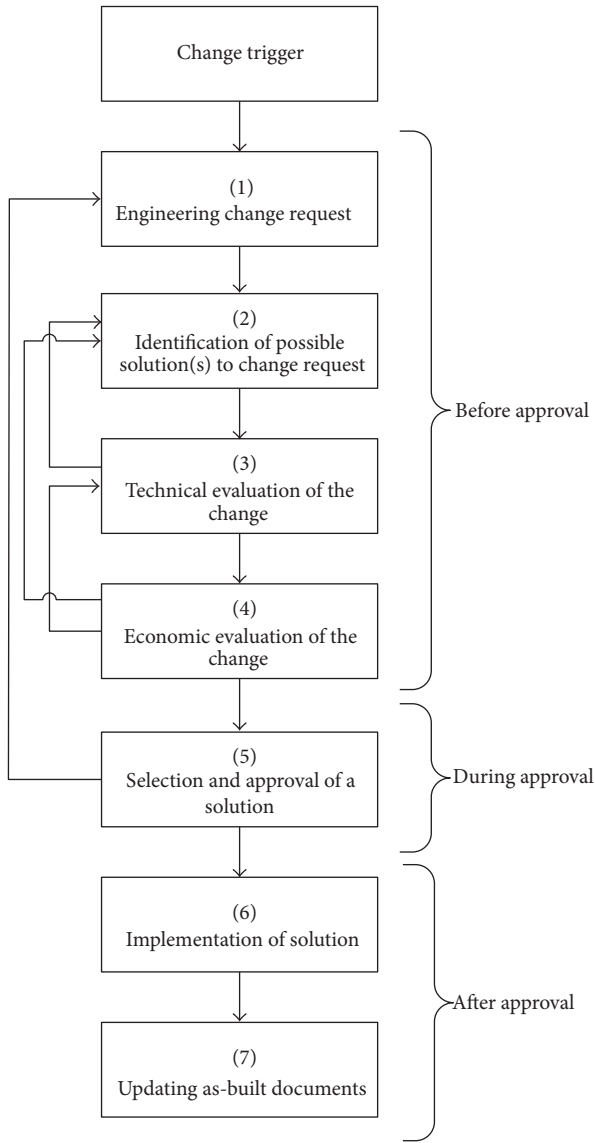 Change trigger
(1)
Engineering change request
(2)
Identification of possible
solution(s) to change request
(3)
Technical evaluation of the
change
(4)
Economic evaluation of the
change
Before approval
(5)
Selection and approval of a
solution
During approval
(6)
Implementation of solution
(7)
Updating as-built documents
After approval